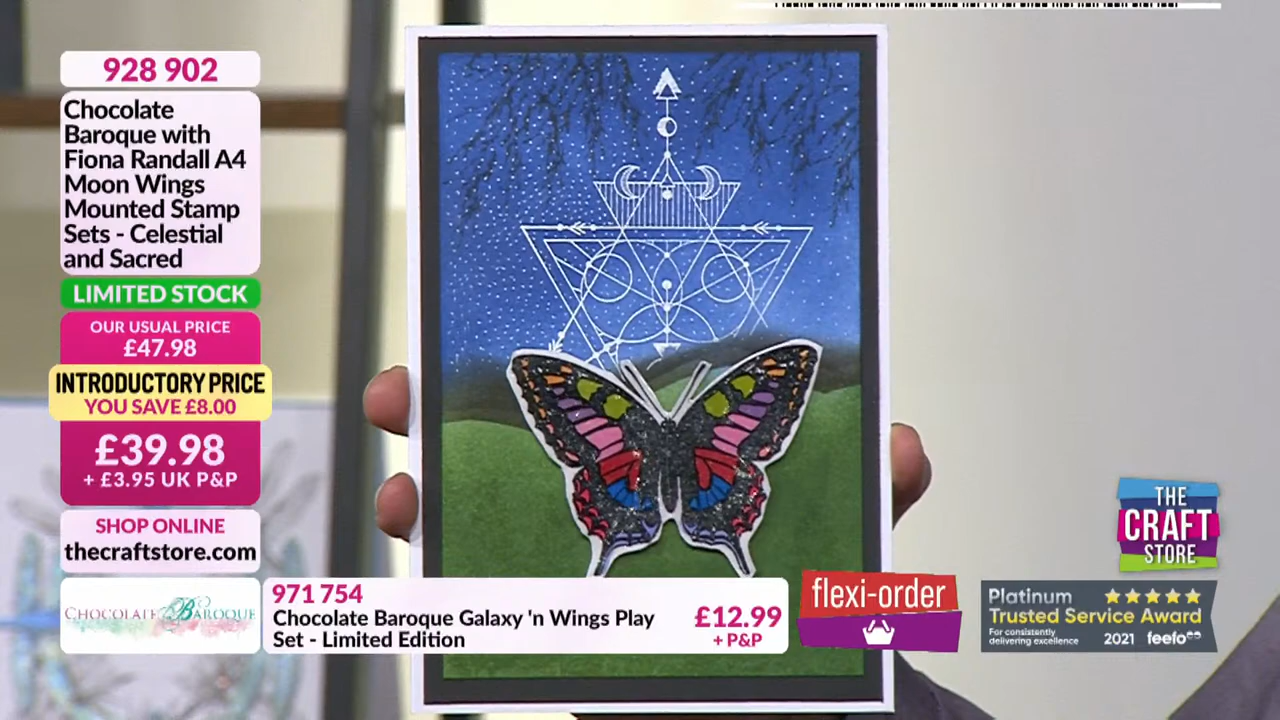 928 902
Chocolate
Baroque with
Fiona Randall A4
Moon Wings
Mounted Stamp
Sets - Celestial
and Sacred
LIMITED STOCK
OUR USUAL PRICE
£47.98
INTRODUCTORY PRICE
YOU SAVE £8.00
£39.98
+ £3.95 UK P&P
SHOP ONLINE
thecraftstore.com
CHOCOLATE BAROQUE
971 754
Chocolate Baroque Galaxy 'n Wings Play
Set - Limited Edition
£12.99
+ P&P
flexi-order
THE
CRAFT
STORE
Platinum
Trusted Service Award
For consistently
delivering excellence
2021 feefo